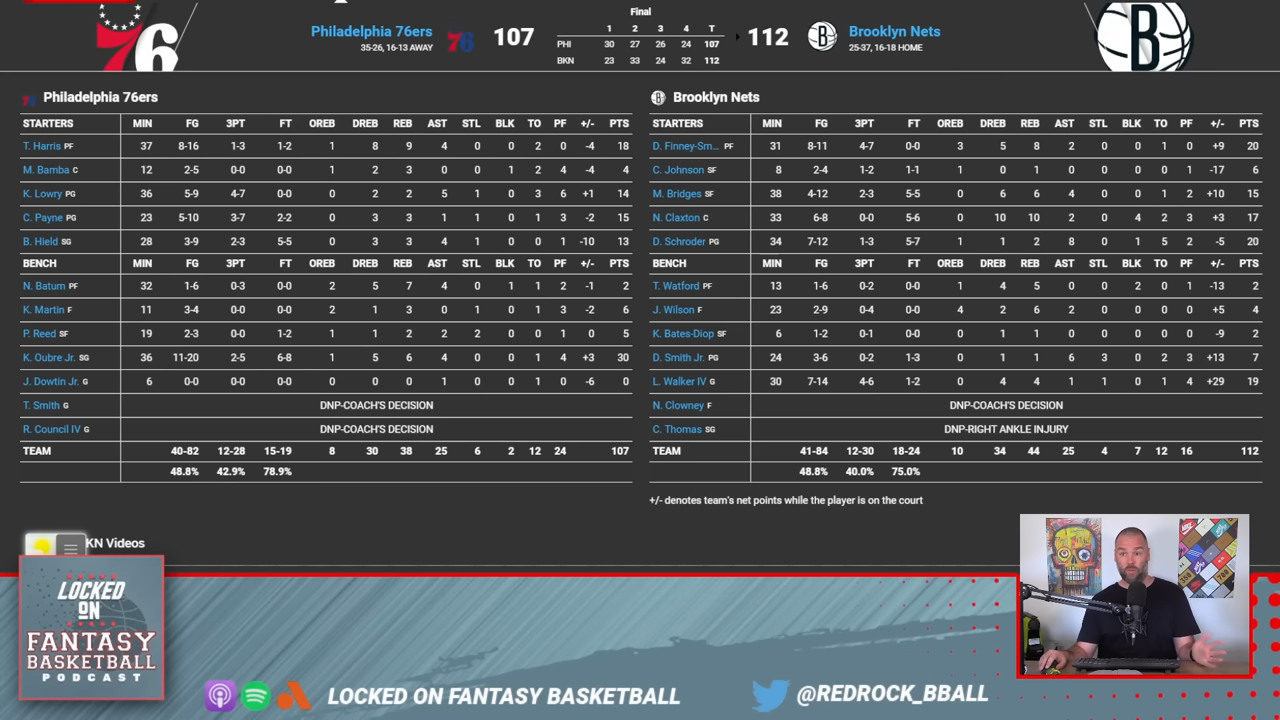 Final
Philadelphia 76ers
35-26, 16-13 AWAY
76
107
1 2 3 4 T
PHI 30 27 26 24 107
BKN 23 33 24 32 112
112
B
Brooklyn Nets
25-37, 16-18 HOME
76
B
Philadelphia 76ers
STARTERS MIN FG 3PT FT OREB DREB REB AST STL BLK TO PF +/- PTS
T. Harris PF 37 8-16 1-3 1-2 1 8 9 4 0 0 2 0 -4 18
M. Bamba C 12 2-5 0-0 0-0 1 2 3 0 0 1 2 4 -4 4
K. Lowry PG 36 5-9 4-7 0-0 0 2 2 5 1 0 3 6 +1 14
C. Payne PG 23 5-10 3-7 2-2 0 3 3 1 1 0 1 3 -2 15
B. Hield SG 28 3-9 2-3 5-5 0 3 3 4 1 0 0 1 -10 13
BENCH MIN FG 3PT FT OREB DREB REB AST STL BLK TO PF +/- PTS
N. Batum PF 32 1-6 0-3 0-0 2 5 7 4 0 1 1 2 -1 2
K. Martin F 11 3-4 0-0 0-0 2 1 3 0 1 0 1 3 -2 6
P. Reed SF 19 2-3 0-0 1-2 1 1 2 2 2 0 0 1 0 5
K. Oubre Jr. SG 36 11-20 2-5 6-8 1 5 6 4 0 0 1 4 +3 30
J. Dowtin Jr. G 6 0-0 0-0 0-0 0 0 0 1 0 0 1 0 -6 0
T. Smith G DNP-COACH'S DECISION
R. Council IV G DNP-COACH'S DECISION
TEAM 40-82 12-28 15-19 8 30 38 25 6 2 12 24 107
48.8% 42.9% 78.9%
Brooklyn Nets
STARTERS MIN FG 3PT FT OREB DREB REB AST STL BLK TO PF +/- PTS
D. Finney-Sm... PF 31 8-11 4-7 0-0 3 5 8 2 0 0 1 0 +9 20
C. Johnson SF 8 2-4 1-2 1-1 1 0 1 0 0 0 0 1 -17 6
M. Bridges SF 38 4-12 2-3 5-5 0 6 6 4 0 0 1 2 +10 15
N. Claxton C 33 6-8 0-0 5-6 0 10 10 2 0 4 2 3 +3 17
D. Schroder PG 34 7-12 1-3 5-7 1 1 2 8 0 1 5 2 -5 20
BENCH MIN FG 3PT FT OREB DREB REB AST STL BLK TO PF +/- PTS
T. Watford PF 13 1-6 0-2 0-0 1 4 5 0 0 2 0 1 -13 2
J. Wilson F 23 2-9 0-4 0-0 4 2 6 2 0 0 0 0 +5 4
K. Bates-Diop SF 6 1-2 0-1 0-0 0 1 1 0 0 0 0 0 -9 2
D. Smith Jr. PG 24 3-6 0-2 1-3 0 1 1 6 3 0 2 3 +13 7
L. Walker IV G 30 7-14 4-6 1-2 0 4 4 1 1 0 1 4 +29 19
N. Clowney F DNP-COACH'S DECISION
C. Thomas SG DNP-RIGHT ANKLE INJURY
TEAM 41-84 12-30 18-24 10 34 44 25 4 7 12 16 112
48.8% 40.0% 75.0%
+/- denotes team's net points while the player is on the court
KN Videos
LOCKED
ON
FANTASY
BASKETBALL
PODCAST
LOCKED ON FANTASY BASKETBALL
@REDROCK_BBALL